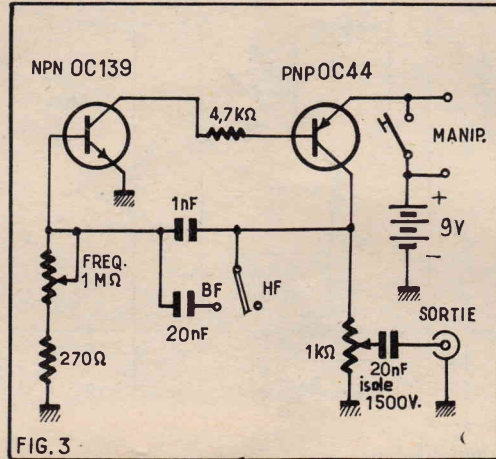 NPN OC139
PNP OC44
4,7KΩ
MANIP.
1nF
+
9V
-
FREQ.
1MΩ
BF
HF
20nF
SORTIE
270Ω
1KΩ
20nF
isole
1500V.
FIG. 3